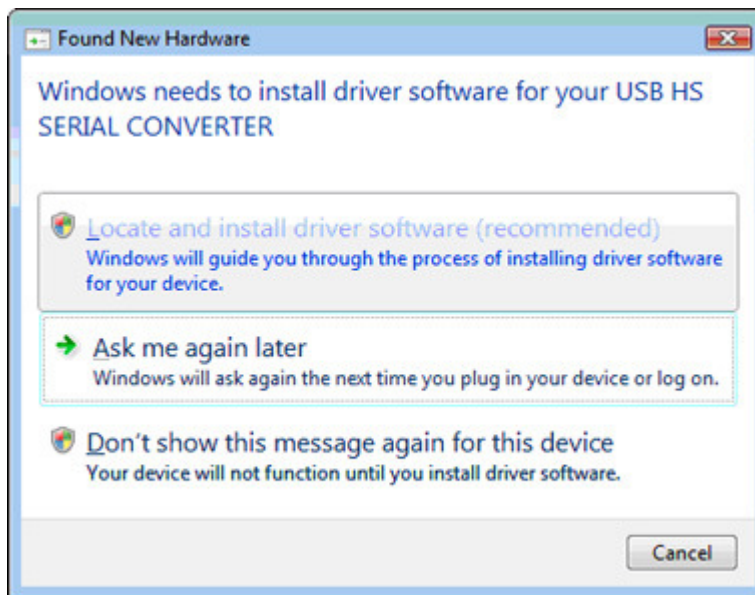 Found New Hardware
Windows needs to install driver software for your USB HS
SERIAL CONVERTER
Locate and install driver software (recommended)
Windows will guide you through the process of installing driver software
for your device.
Ask me again later
Windows will ask again the next time you plug in your device or log on.
Don't show this message again for this device
Your device will not function until you install driver software.
Cancel